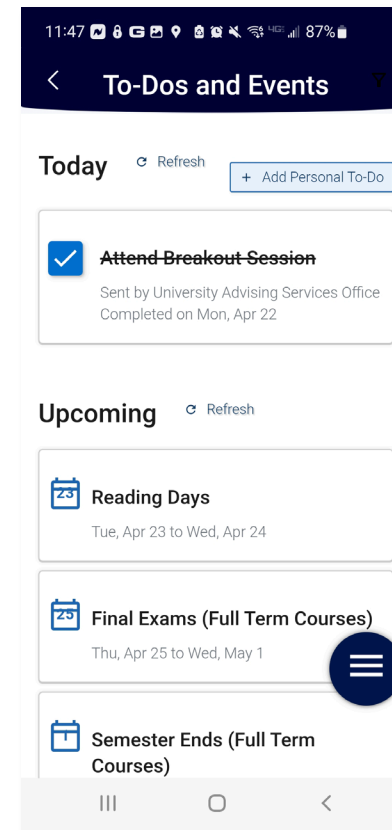 11:47 87%
To-Dos and Events
Today Refresh
+ Add Personal To-Do
Attend Breakout Session
Sent by University Advising Services Office
Completed on Mon, Apr 22
Upcoming Refresh
23 Reading Days
Tue, Apr 23 to Wed, Apr 24
25 Final Exams (Full Term Courses)
Thu, Apr 25 to Wed, May 1
1 Semester Ends (Full Term
Courses)